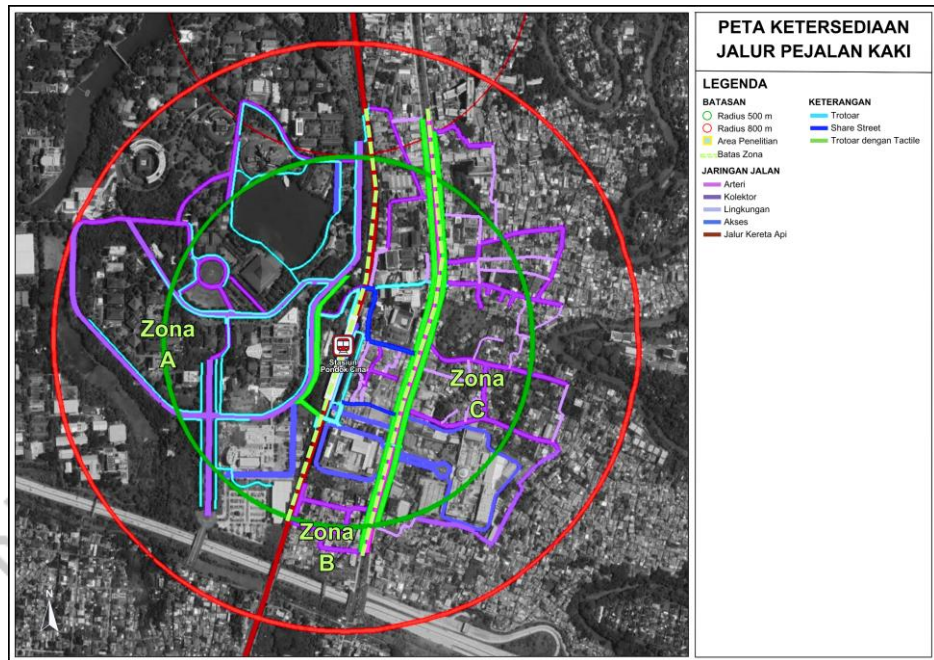 PETA KETERSEDIAAN
JALUR PEJALAN KAKI
LEGENDA
BATASAN
Radius 500 m
Radius 800 m
Area Penelitian
Batas Zona
JARINGAN JALAN
Arteri
Kolektor
Lingkungan
Akses
Jalur Kereta Api
KETERANGAN
Trotoar
Share Street
Trotoar dengan Tactile
Zona
A
Stasiun
Pondok Cina
Zona
C
Zona
B
N